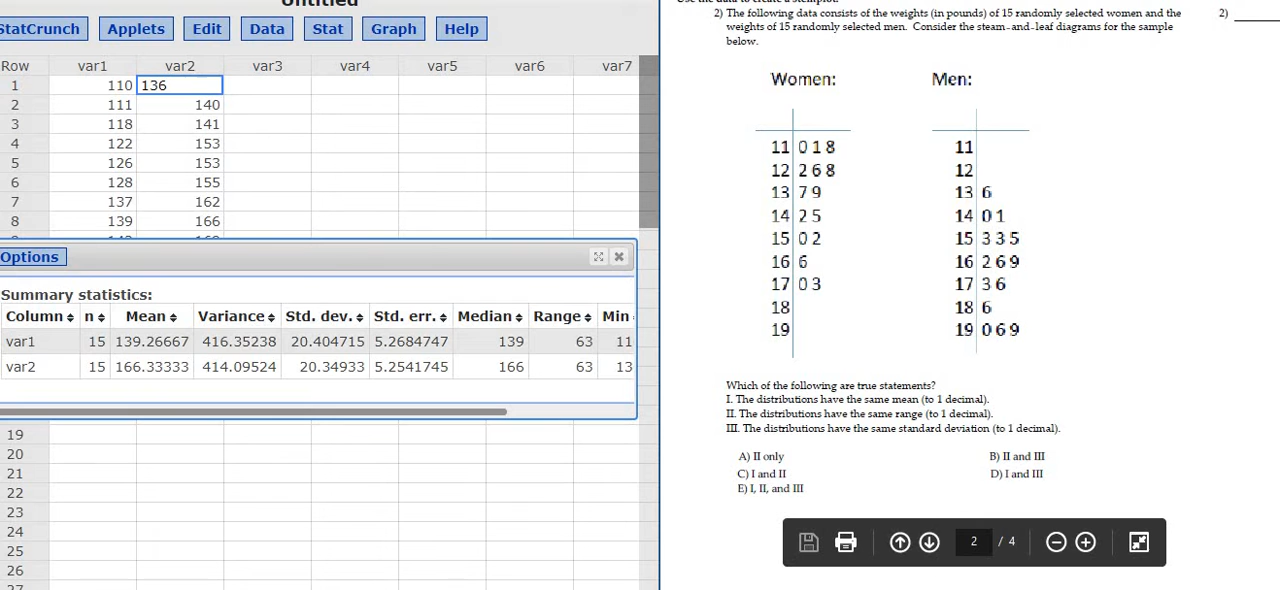 Untitled
StatCrunch Applets Edit Data Stat Graph Help
Row var1 var2 var3 var4 var5 var6 var7
1 110 136
2 111 140
3 118 141
4 122 153
5 126 153
6 128 155
7 137 162
8 139 166
Options
Summary statistics:
Column n Mean Variance Std. dev. Std. err. Median Range Min
var1 15 139.26667 416.35238 20.404715 5.2684747 139 63 11
var2 15 166.33333 414.09524 20.34933 5.2541745 166 63 13
19
20
21
22
23
24
25
26
27
Use the data to create a stemplot.
2) The following data consists of the weights (in pounds) of 15 randomly selected women and the
weights of 15 randomly selected men. Consider the steam-and-leaf diagrams for the sample
below.
2)
Women:
11 0 1 8
12 2 6 8
13 7 9
14 2 5
15 0 2
16 6
17 0 3
18
19
Men:
11
12
13 6
14 0 1
15 3 3 5
16 2 6 9
17 3 6
18 6
19 0 6 9
Which of the following are true statements?
I. The distributions have the same mean (to 1 decimal).
II. The distributions have the same range (to 1 decimal).
III. The distributions have the same standard deviation (to 1 decimal).
A) II only
B) II and III
C) I and II
D) I and III
E) I, II, and III
2 / 4